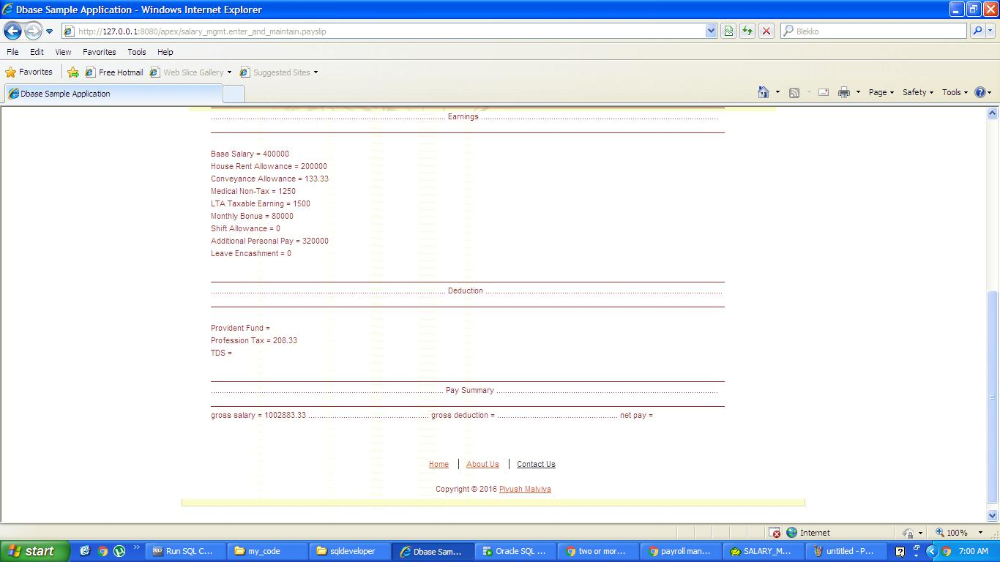 Dbase Sample Application - Windows Internet Explorer
http://127.0.0.1:8080/apex/salary_mgmt.enter_and_maintain.payslip
Blekko
File Edit View Favorites Tools Help
Favorites Free Hotmail Web Slice Gallery Suggested Sites
Dbase Sample Application
Page Safety Tools
Earnings
Base Salary = 400000
House Rent Allowance = 200000
Conveyance Allowance = 133.33
Medical Non-Tax = 1250
LTA Taxable Earning = 1500
Monthly Bonus = 80000
Shift Allowance = 0
Additional Personal Pay = 320000
Leave Encashment = 0
Deduction
Provident Fund =
Profession Tax = 208.33
TDS =
Pay Summary
gross salary = 1002883.33 ....................................................... gross deduction = ....................................................... net pay =
Home About Us Contact Us
Copyright © 2016 Piyush Malviya
Internet 100%
start Run SQL C... my_code sqldeveloper Dbase Sam... Oracle SQL ... two or mor... payroll man... SALARY_M... untitled - P... 7:00 AM